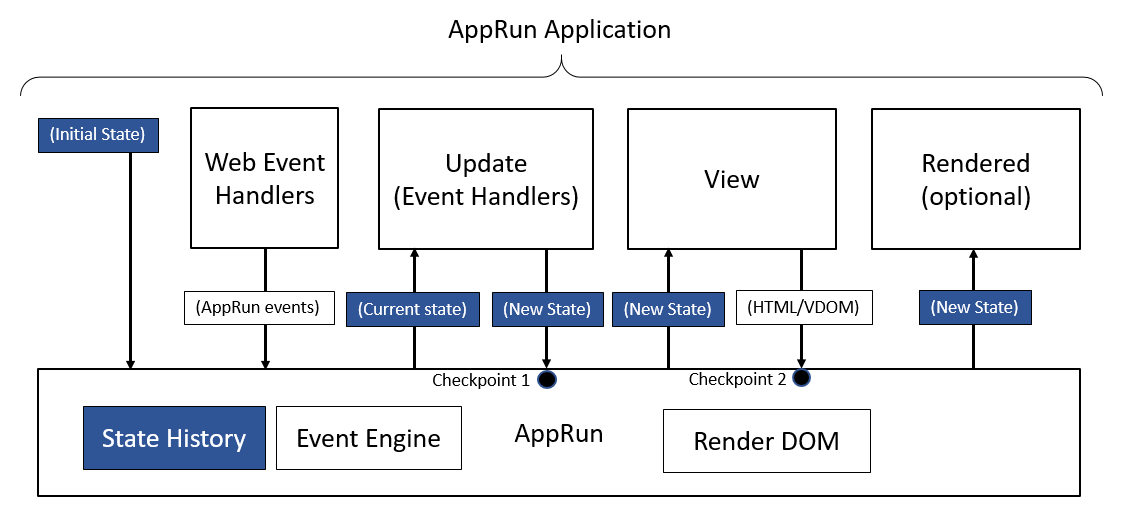 AppRun Application
(Initial State)
Web Event
Handlers
Update
(Event Handlers)
View
Rendered
(optional)
(AppRun events)
(Current state)
(New State)
(New State)
(HTML/VDOM)
(New State)
Checkpoint 1
Checkpoint 2
State History
Event Engine
AppRun
Render DOM